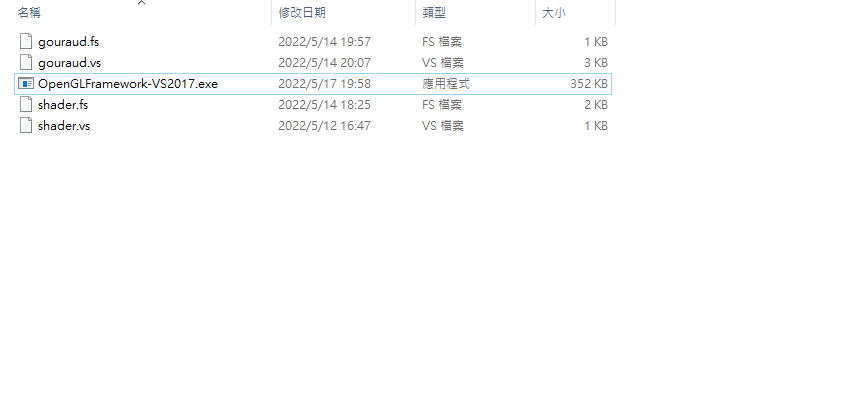 名稱 修改日期 類型 大小
gouraud.fs 2022/5/14 19:57 FS 檔案 1 KB
gouraud.vs 2022/5/14 20:07 VS 檔案 3 KB
OpenGLFramework-VS2017.exe 2022/5/17 19:58 應用程式 352 KB
shader.fs 2022/5/14 18:25 FS 檔案 2 KB
shader.vs 2022/5/12 16:47 VS 檔案 1 KB